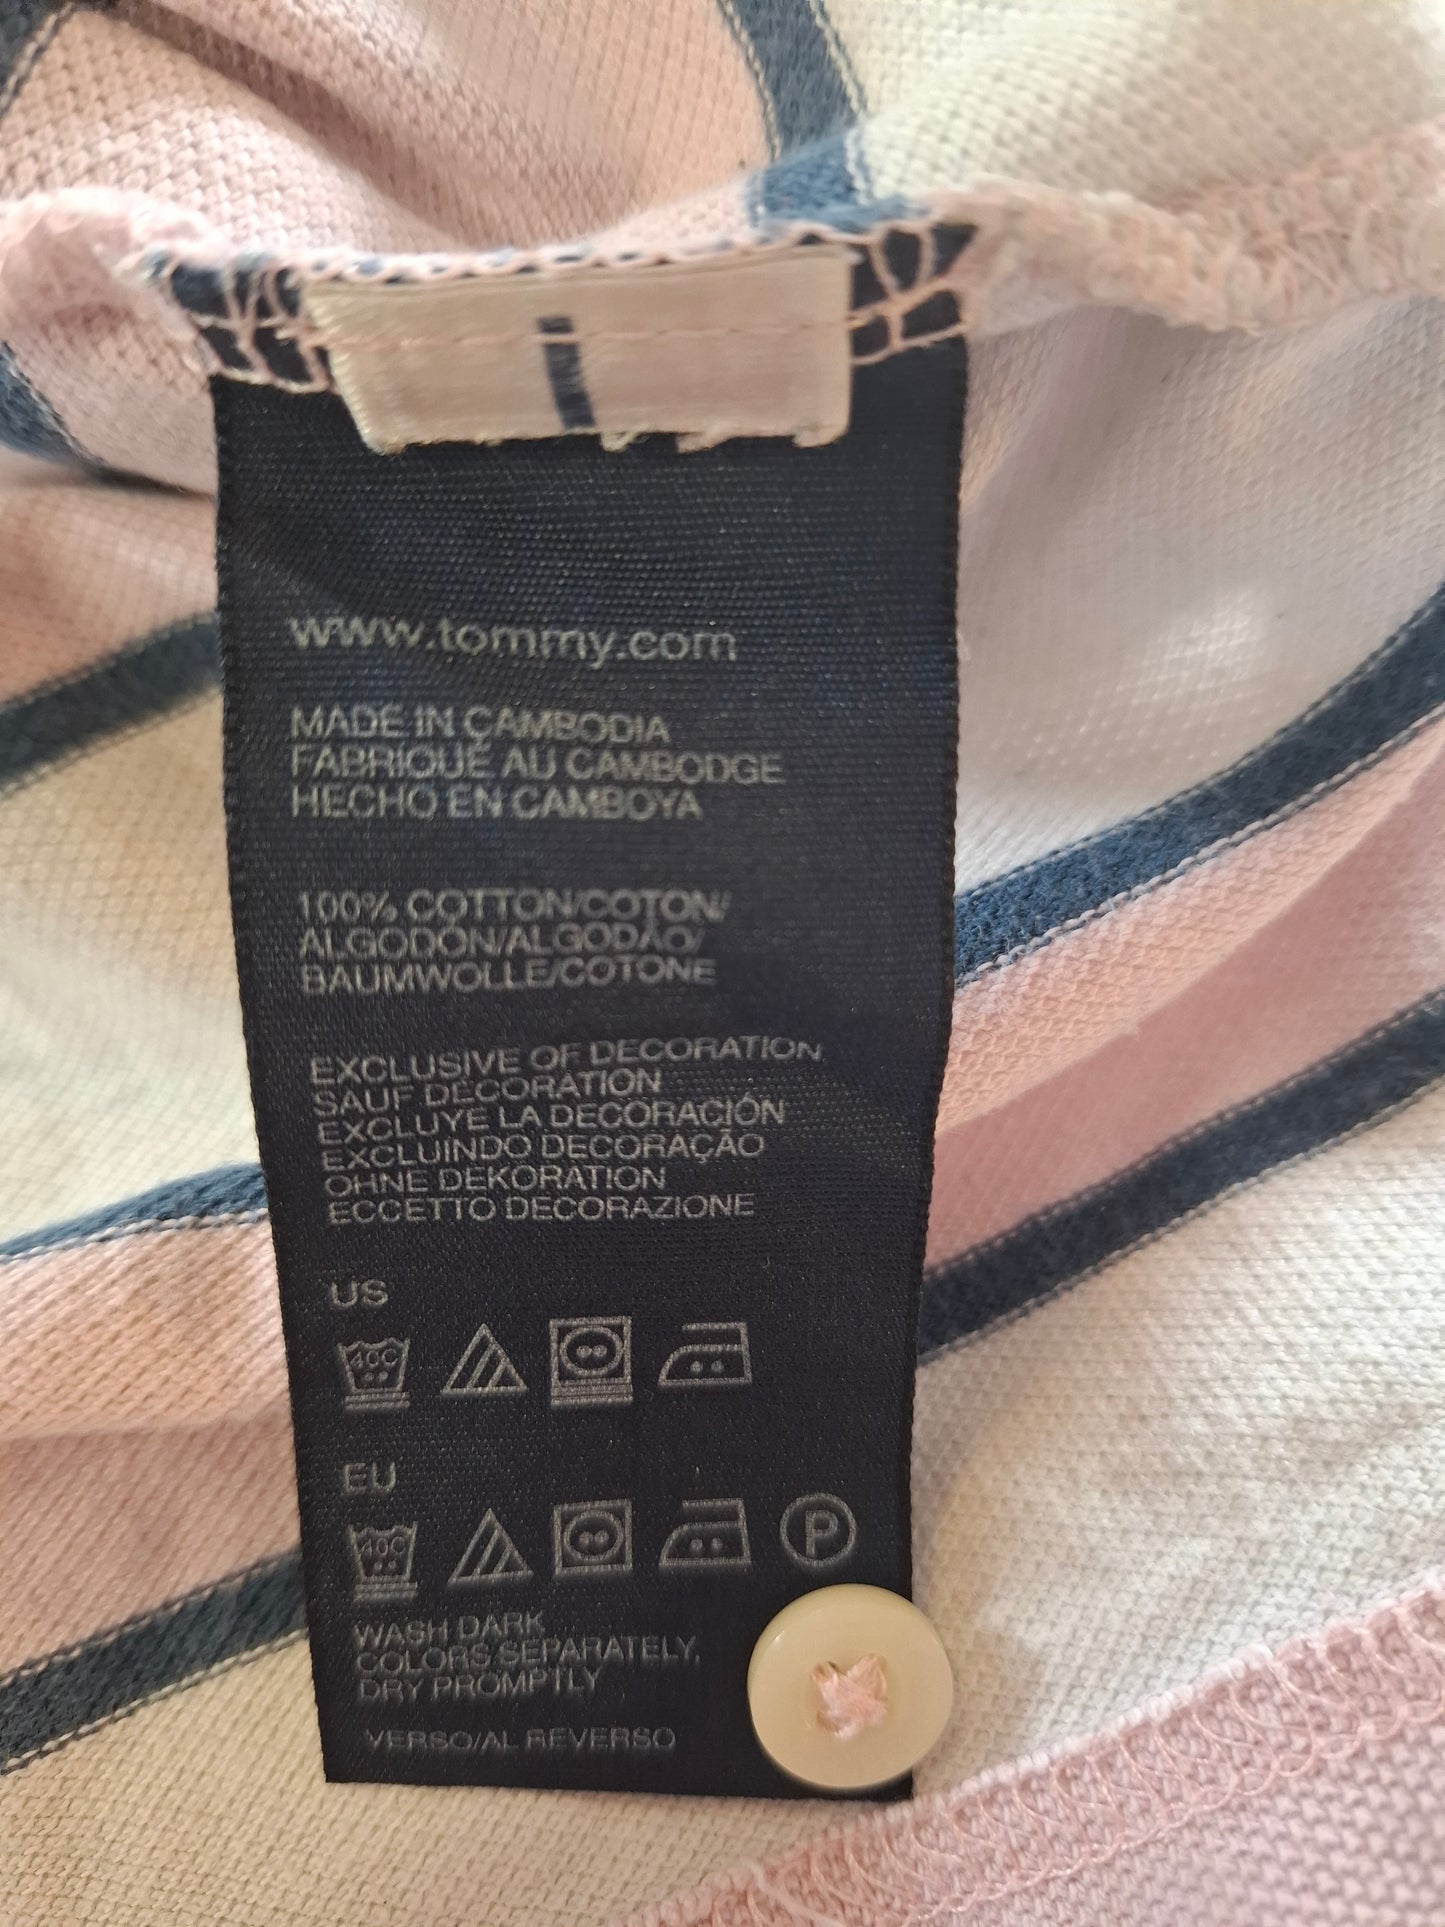 www.tommy.com
MADE IN CAMBODIA
FABRIQUÉ AU CAMBODGE
HECHO EN CAMBOYA
100% COTTON/COTON/
ALGODÓN/ALGODÃO/
BAUMWOLLE/COTONE
EXCLUSIVE OF DECORATION
SAUF DÉCORATION
EXCLUYE LA DECORACIÓN
EXCLUINDO DECORAÇÃO
OHNE DEKORATION
ECCETTO DECORAZIONE
US
40C
EU
40C
P
WASH DARK
COLORS SEPARATELY,
DRY PROMPTLY
VERSO/AL REVERSO